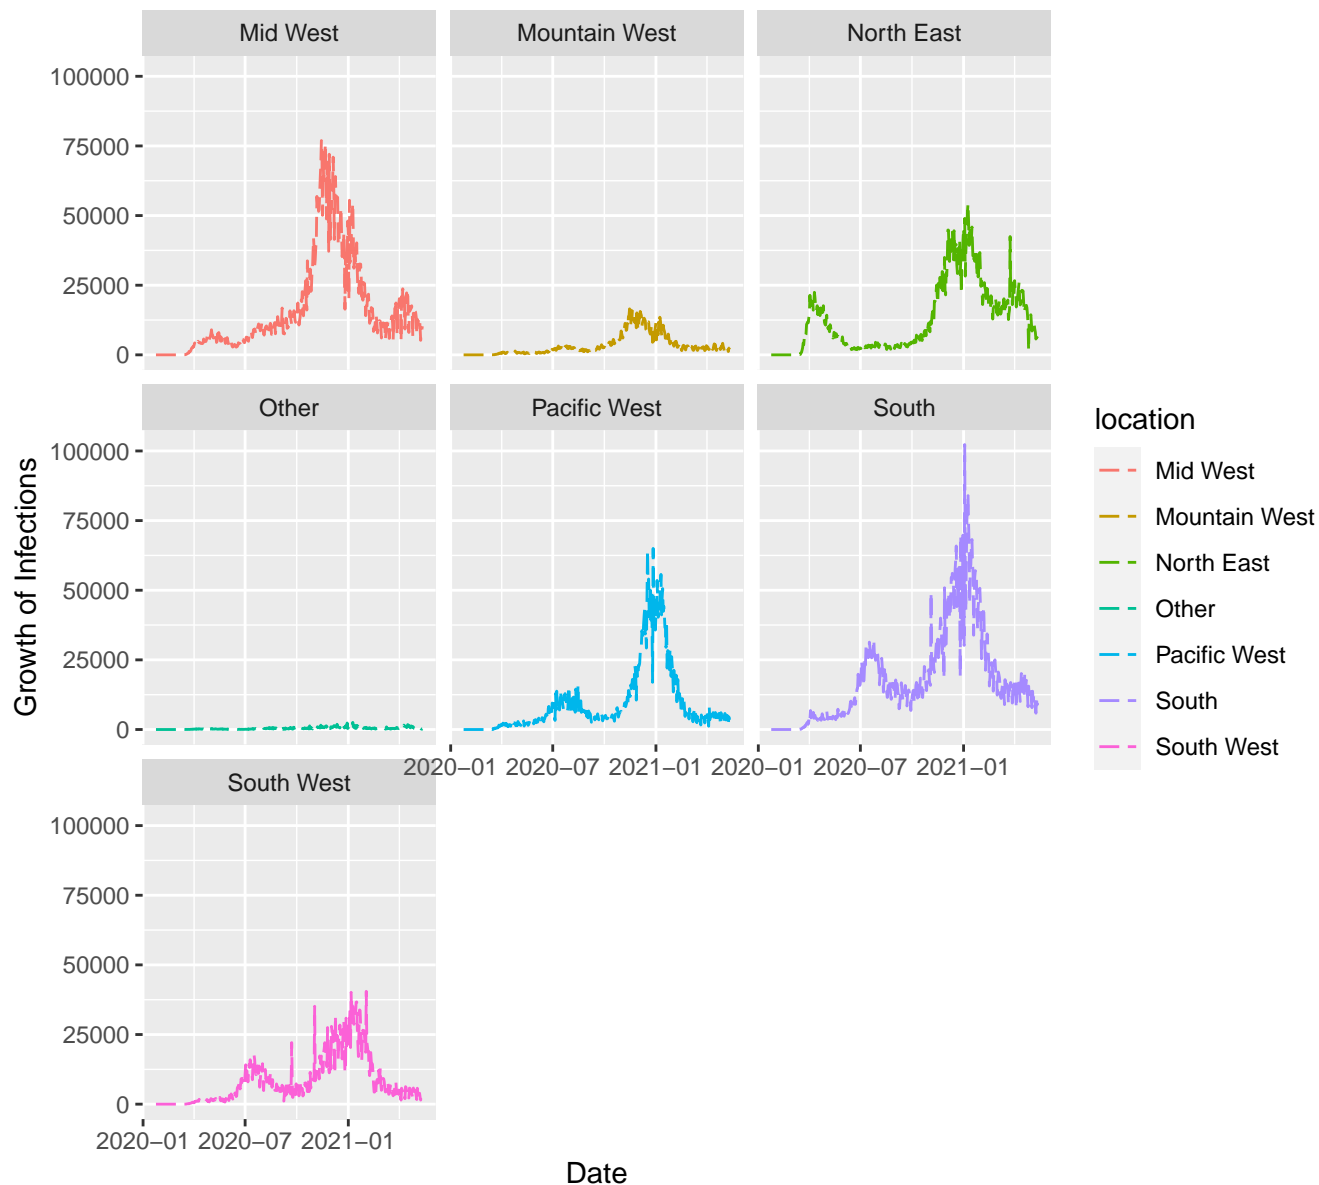 Mid West
Mountain West
North East
100000
75000
50000
25000
0
Other
Pacific West
South
100000
75000
50000
25000
0
2020−01 2020−07 2021−01 2020−01 2020−07 2021−01
South West
100000
75000
50000
25000
0
2020−01 2020−07 2021−01
Growth of Infections
Date
location
Mid West
Mountain West
North East
Other
Pacific West
South
South West